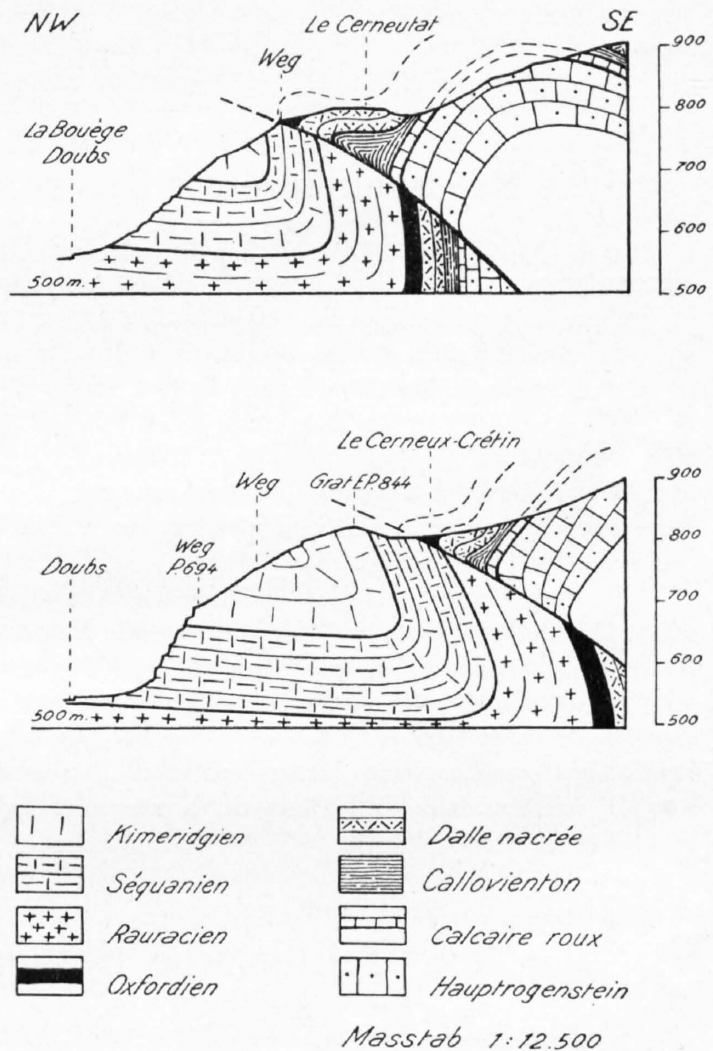 NW
SE
Le Cerneutat
Weg
La Bouège
Doubs
900
800
700
600
500
500 m.
Le Cerneux-Crétin
Grat EP.844
Weg
Weg
P.694
Doubs
900
800
700
600
500
500 m.
Kimeridgien
Séquanien
Rauracien
Oxfordien
Dalle nacrée
Callovienton
Calcaire roux
Hauptrogenstein
Masstab 1:12.500